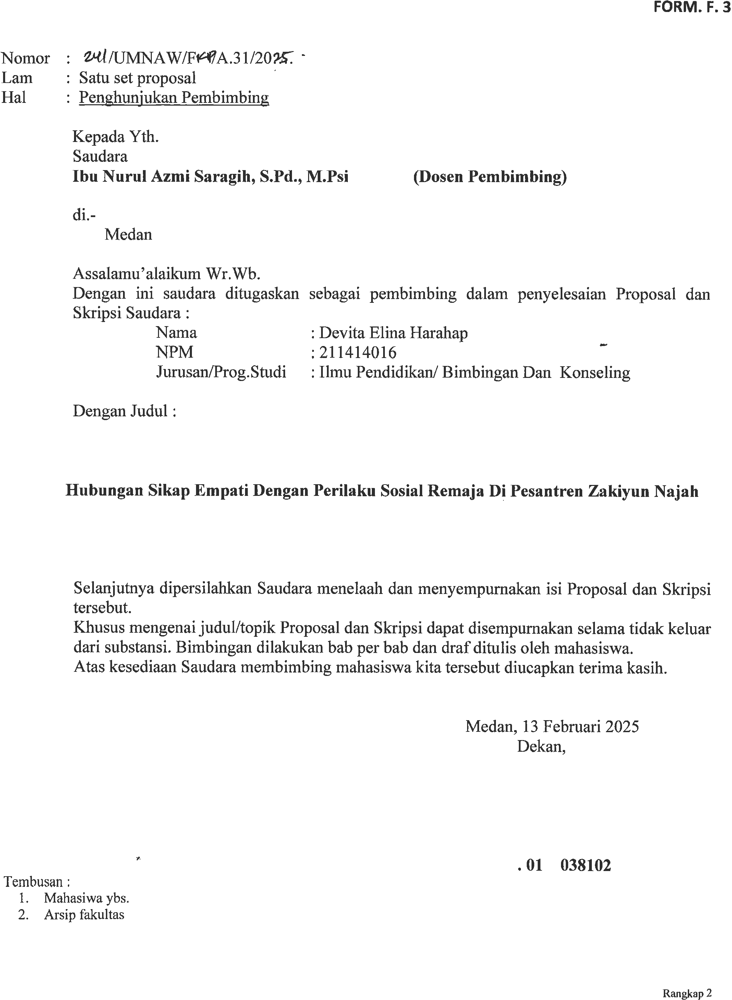 FORM. F. 3
Nomor : 241/UMNAW/FKIP/A.31/2025. -
Lam : Satu set proposal
Hal : Penghunjukan Pembimbing
Kepada Yth.
Saudara
Ibu Nurul Azmi Saragih, S.Pd., M.Psi (Dosen Pembimbing)
di.-
Medan
Assalamu'alaikum Wr.Wb.
Dengan ini saudara ditugaskan sebagai pembimbing dalam penyelesaian Proposal dan
Skripsi Saudara :
Nama : Devita Elina Harahap
NPM : 211414016
Jurusan/Prog.Studi : Ilmu Pendidikan/ Bimbingan Dan Konseling
Dengan Judul :
Hubungan Sikap Empati Dengan Perilaku Sosial Remaja Di Pesantren Zakiyun Najah
Selanjutnya dipersilahkan Saudara menelaah dan menyempurnakan isi Proposal dan Skripsi
tersebut.
Khusus mengenai judul/topik Proposal dan Skripsi dapat disempurnakan selama tidak keluar
dari substansi. Bimbingan dilakukan bab per bab dan draf ditulis oleh mahasiswa.
Atas kesediaan Saudara membimbing mahasiswa kita tersebut diucapkan terima kasih.
Medan, 13 Februari 2025
Dekan,
. 01 038102
Tembusan :
1. Mahasiwa ybs.
2. Arsip fakultas
Rangkap 2